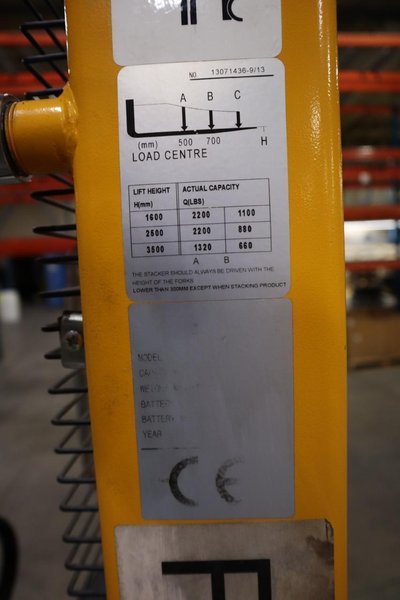 NO. 13071436-9/13
A B C
(mm) 500 700 H
LOAD CENTRE
LIFT HEIGHT ACTUAL CAPACITY
H(mm) Q(LBS)
1600 2200 1100
2500 2200 880
3500 1320 660
A B
THE STACKER SHOULD ALWAYS BE DRIVEN WITH THE
HEIGHT OF THE FORKS
LOWER THAN 300MM EXCEPT WHEN STACKING PRODUCT
MODEL
BATTERY
YEAR
CE